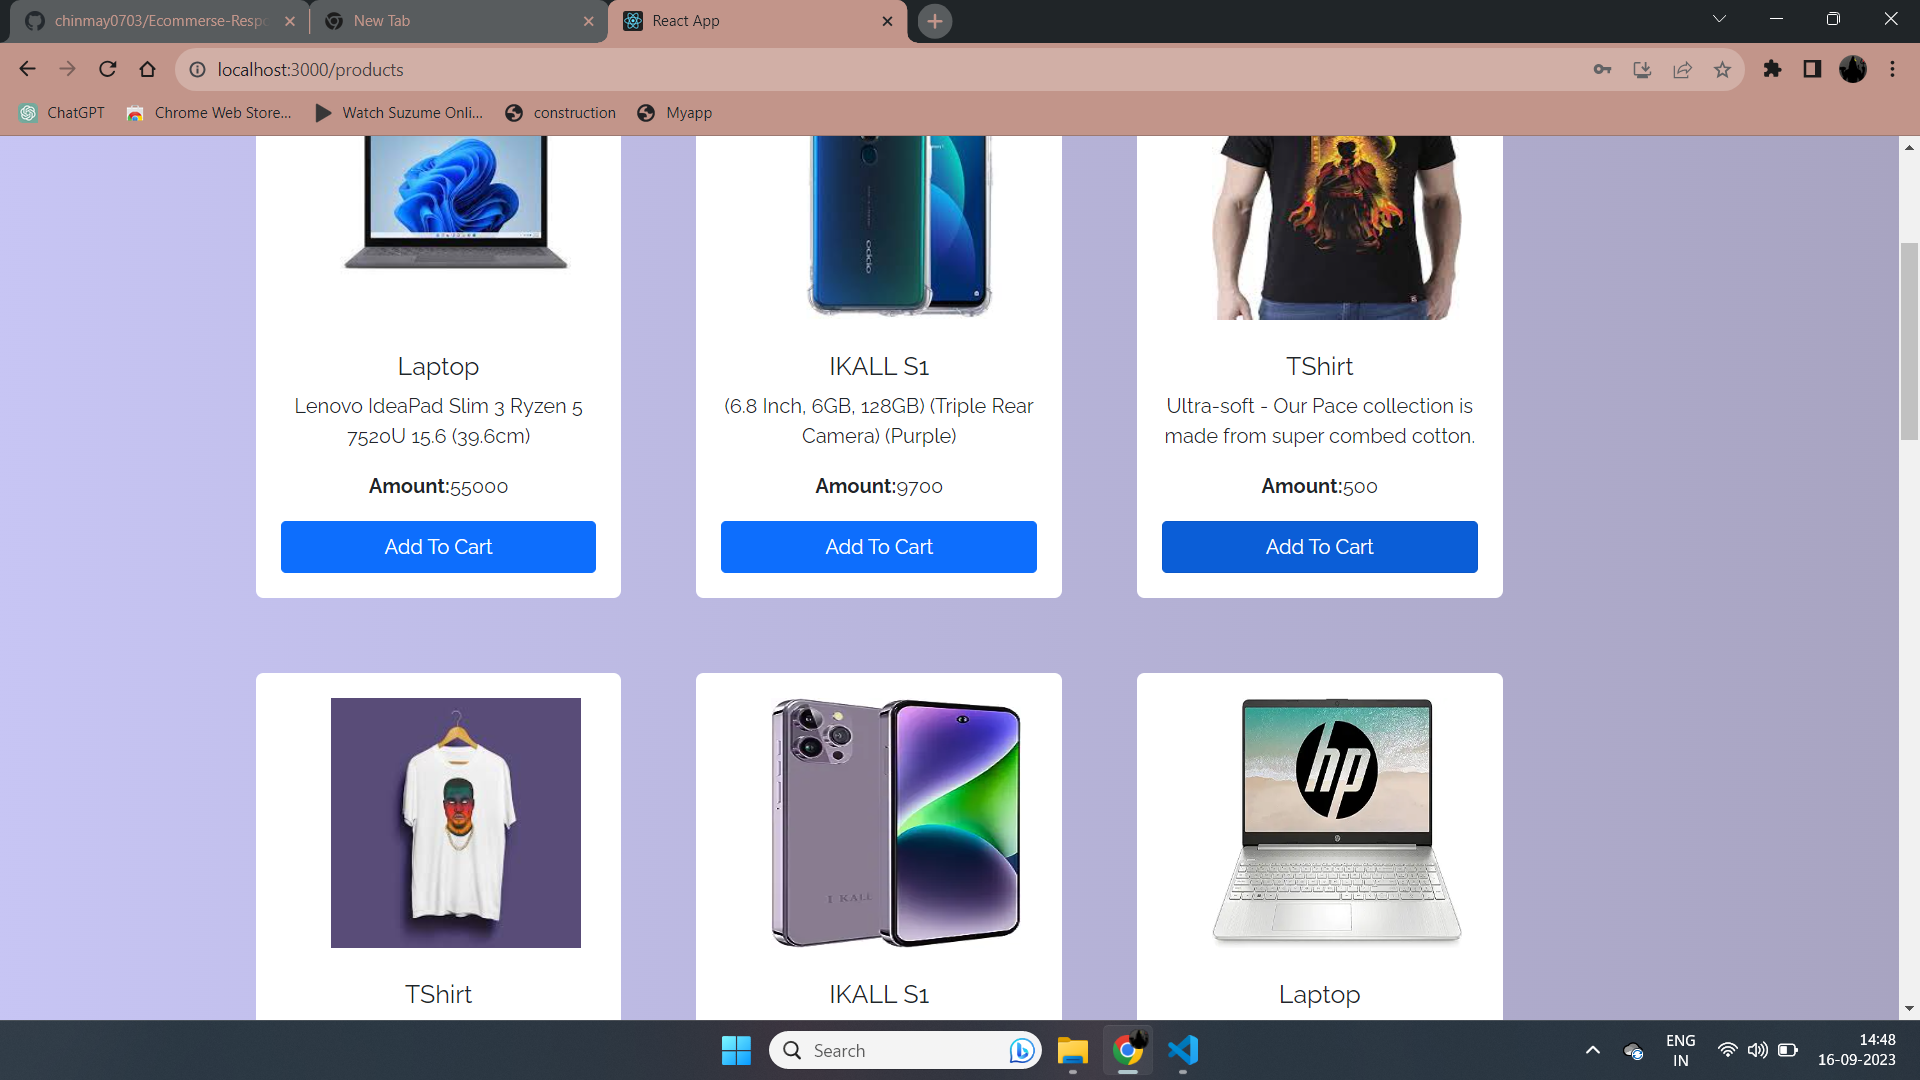 chinmay0703/Ecommerse-Resp
New Tab
React App
localhost:3000/products
ChatGPT
Chrome Web Store...
Watch Suzume Onli...
construction
Myapp
oppo
Laptop
Lenovo IdeaPad Slim 3 Ryzen 5
7520U 15.6 (39.6cm)
Amount:55000
Add To Cart
IKALL S1
(6.8 Inch, 6GB, 128GB) (Triple Rear
Camera) (Purple)
Amount:9700
Add To Cart
TShirt
Ultra-soft - Our Pace collection is
made from super combed cotton.
Amount:500
Add To Cart
TShirt
I KALL
IKALL S1
hp
Laptop
Search
ENG
IN
14:48
16-09-2023